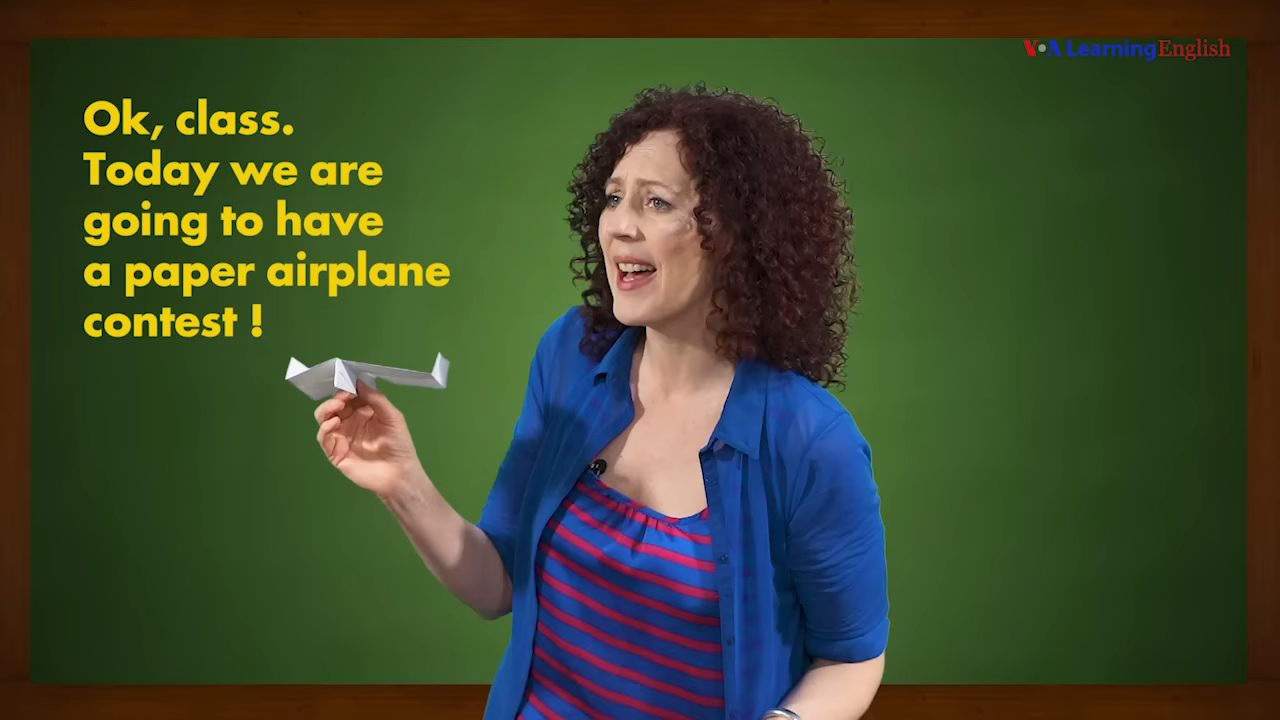 VOA Learning English
Ok, class.
Today we are
going to have
a paper airplane
contest !